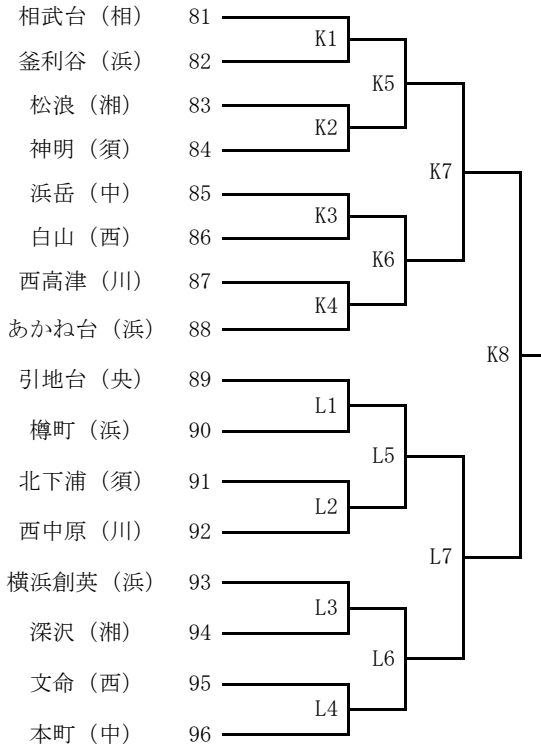 相武台（相） 81
K1
釜利谷（浜） 82
K5
松浪（湘） 83
K2
神明（須） 84
K7
浜岳（中） 85
K3
白山（西） 86
K6
西高津（川） 87
K4
あかね台（浜） 88
K8
引地台（央） 89
L1
樽町（浜） 90
L5
北下浦（須） 91
L2
西中原（川） 92
L7
横浜創英（浜） 93
L3
深沢（湘） 94
L6
文命（西） 95
L4
本町（中） 96